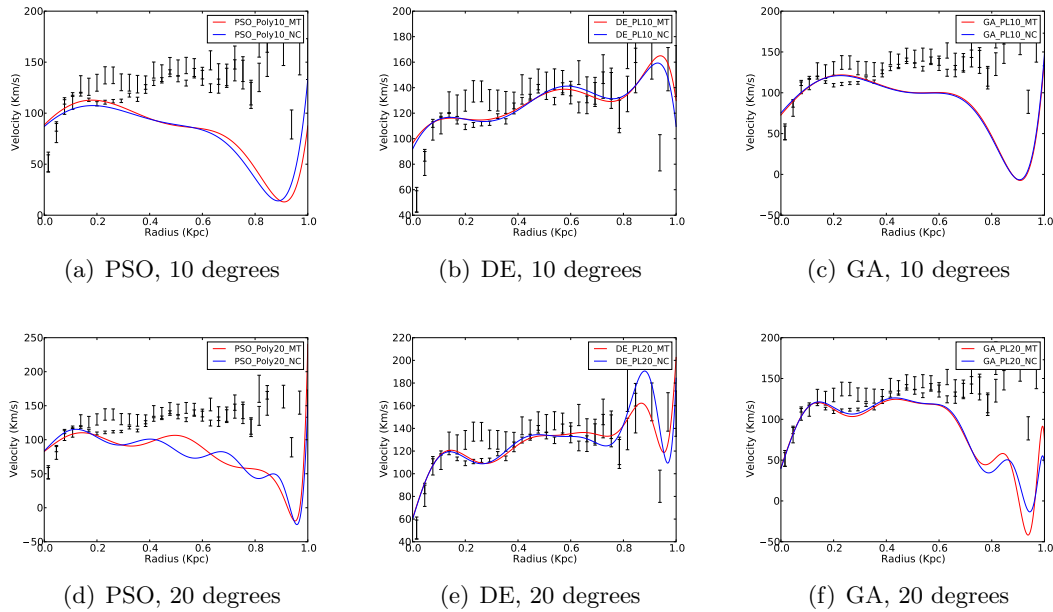 PSO_Poly10_MT
PSO_Poly10_NC
Velocity (Km/s)
200
150
100
50
0
0.0 0.2 0.4 0.6 0.8 1.0
Radius (Kpc)
(a) PSO, 10 degrees
DE_PL10_MT
DE_PL10_NC
Velocity (Km/s)
200
180
160
140
120
100
80
60
40
0.0 0.2 0.4 0.6 0.8 1.0
Radius (Kpc)
(b) DE, 10 degrees
GA_PL10_MT
GA_PL10_NC
Velocity (Km/s)
200
150
100
50
0
−50
0.0 0.2 0.4 0.6 0.8 1.0
Radius (Kpc)
(c) GA, 10 degrees
PSO_Poly20_MT
PSO_Poly20_NC
Velocity (Km/s)
250
200
150
100
50
0
−50
0.0 0.2 0.4 0.6 0.8 1.0
Radius (Kpc)
(d) PSO, 20 degrees
DE_PL20_MT
DE_PL20_NC
Velocity (Km/s)
220
200
180
160
140
120
100
80
60
40
0.0 0.2 0.4 0.6 0.8 1.0
Radius (Kpc)
(e) DE, 20 degrees
GA_PL20_MT
GA_PL20_NC
Velocity (Km/s)
200
150
100
50
0
−50
0.0 0.2 0.4 0.6 0.8 1.0
Radius (Kpc)
(f) GA, 20 degrees